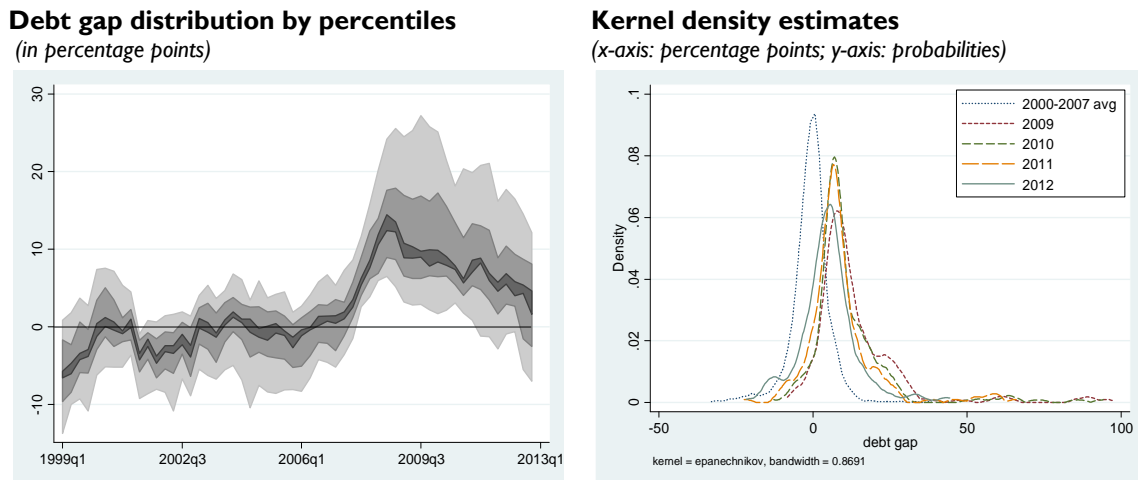 Debt gap distribution by percentiles
(in percentage points)
30
20
10
0
-10
1999q1 2002q3 2006q1 2009q3 2013q1
Kernel density estimates
(x-axis: percentage points; y-axis: probabilities)
.1
.08
.06
.04
.02
0
Density
2000-2007 avg
2009
2010
2011
2012
-50 0 50 100
debt gap
kernel = epanechnikov, bandwidth = 0.8691